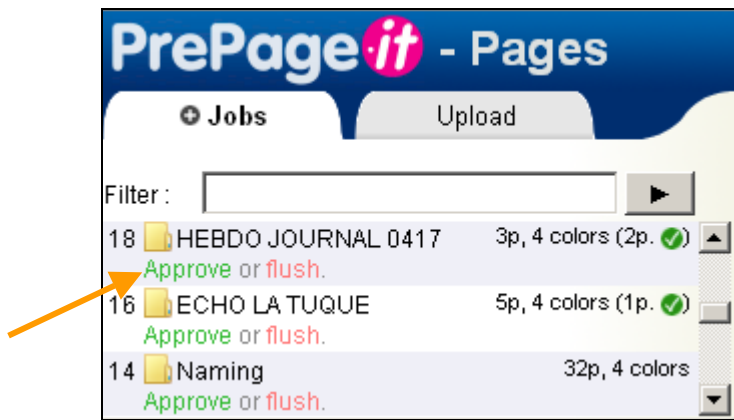 PrePage·it - Pages
Jobs Upload
Filter :
18 HEBDO JOURNAL 0417 3p, 4 colors (2p. )
Approve or flush.
16 ECHO LA TUQUE 5p, 4 colors (1p. )
Approve or flush.
14 Naming 32p, 4 colors
Approve or flush.